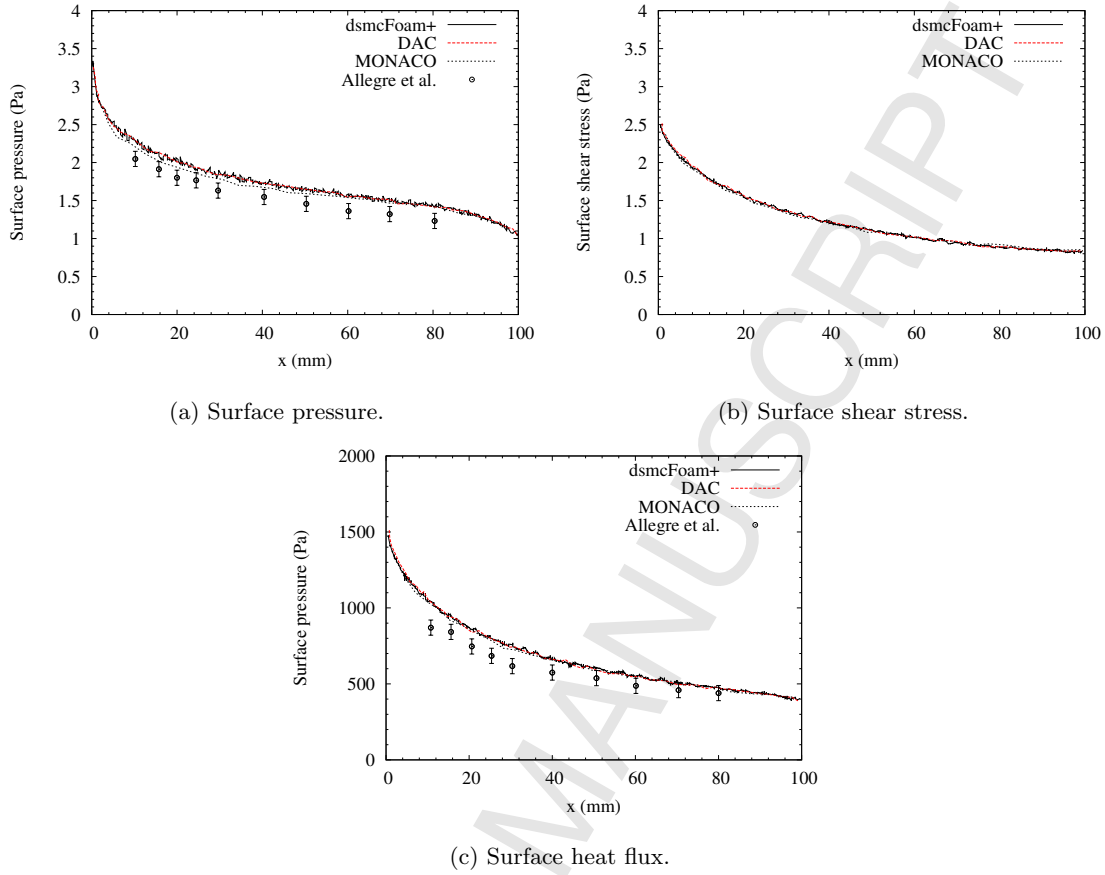 4
3.5
3
2.5
2
1.5
1
0.5
0
0 20 40 60 80 100
Surface pressure (Pa)
x (mm)
dsmcFoam+
DAC
MONACO
Allegre et al.
(a) Surface pressure.
4
3.5
3
2.5
2
1.5
1
0.5
0
0 20 40 60 80 100
Surface shear stress (Pa)
x (mm)
dsmcFoam+
DAC
MONACO
(b) Surface shear stress.
2000
1500
1000
500
0
0 20 40 60 80 100
Surface pressure (Pa)
x (mm)
dsmcFoam+
DAC
MONACO
Allegre et al.
(c) Surface heat flux.
MANUSCRIPT